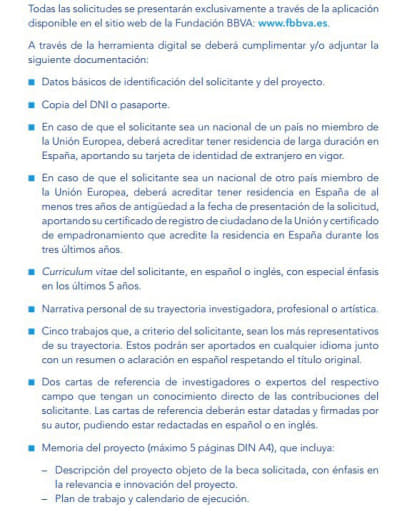 Todas las solicitudes se presentarán exclusivamente a través de la aplicación
disponible en el sitio web de la Fundación BBVA: www.fbbva.es.
A través de la herramienta digital se deberá cumplimentar y/o adjuntar la
siguiente documentación:
■ Datos básicos de identificación del solicitante y del proyecto.
■ Copia del DNI o pasaporte.
■ En caso de que el solicitante sea un nacional de un país no miembro de
la Unión Europea, deberá acreditar tener residencia de larga duración en
España, aportando su tarjeta de identidad de extranjero en vigor.
■ En caso de que el solicitante sea un nacional de otro país miembro de
la Unión Europea, deberá acreditar tener residencia en España de al
menos tres años de antigüedad a la fecha de presentación de la solicitud,
aportando su certificado de registro de ciudadano de la Unión y certificado
de empadronamiento que acredite la residencia en España durante los
tres últimos años.
■ Curriculum vitae del solicitante, en español o inglés, con especial énfasis
en los últimos 5 años.
■ Narrativa personal de su trayectoria investigadora, profesional o artística.
■ Cinco trabajos que, a criterio del solicitante, sean los más representativos
de su trayectoria. Estos podrán ser aportados en cualquier idioma junto
con un resumen o aclaración en español respetando el título original.
■ Dos cartas de referencia de investigadores o expertos del respectivo
campo que tengan un conocimiento directo de las contribuciones del
solicitante. Las cartas de referencia deberán estar datadas y firmadas por
su autor, pudiendo estar redactadas en español o en inglés.
■ Memoria del proyecto (máximo 5 páginas DIN A4), que incluya:
– Descripción del proyecto objeto de la beca solicitada, con énfasis en
la relevancia e innovación del proyecto.
– Plan de trabajo y calendario de ejecución.